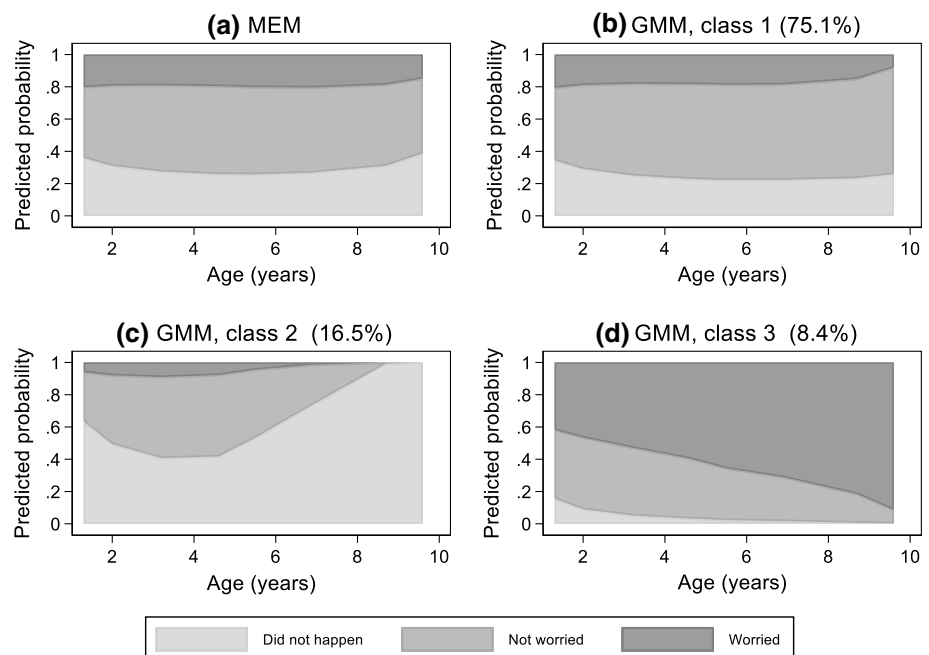 (a) MEM
Predicted probability
1
.8
.6
.4
.2
0
2 4 6 8 10
Age (years)
(b) GMM, class 1 (75.1%)
Predicted probability
1
.8
.6
.4
.2
0
2 4 6 8 10
Age (years)
(c) GMM, class 2 (16.5%)
Predicted probability
1
.8
.6
.4
.2
0
2 4 6 8 10
Age (years)
(d) GMM, class 3 (8.4%)
Predicted probability
1
.8
.6
.4
.2
0
2 4 6 8 10
Age (years)
Did not happen Not worried Worried